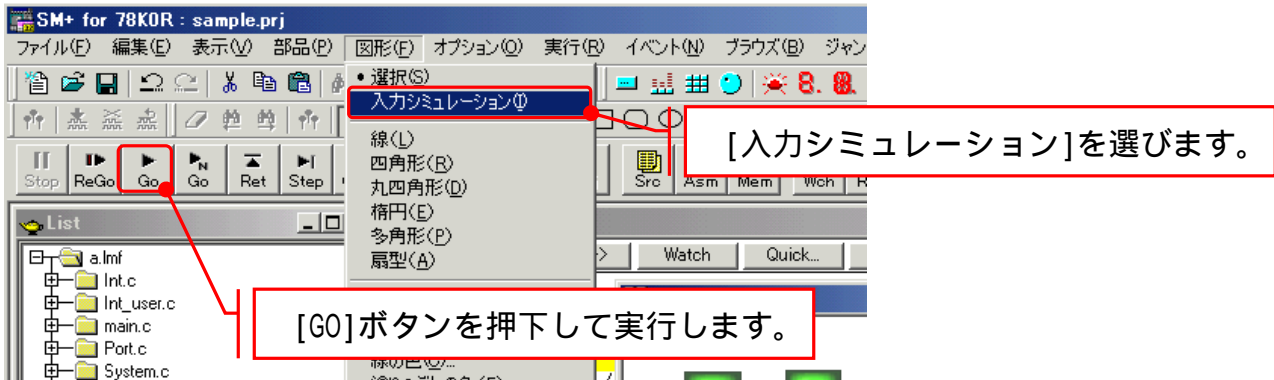 SM+ for 78K0R : sample.prj
ファイル(F) 編集(E) 表示(V) 部品(P) 図形(F) オプション(O) 実行(R) イベント(N) ブラウズ(B) ジャン
選択(S)
入力シミュレーション(I)
[入力シミュレーション]を選びます。
線(L)
四角形(R)
丸四角形(D)
楕円(E)
多角形(P)
扇型(A)
Stop ReGo Go Go Ret Step Src Asm Mem Wch R
List
Watch Quick...
a.lmf
Int.c
Int_user.c
main.c
Port.c
System.c
[GO]ボタンを押下して実行します。